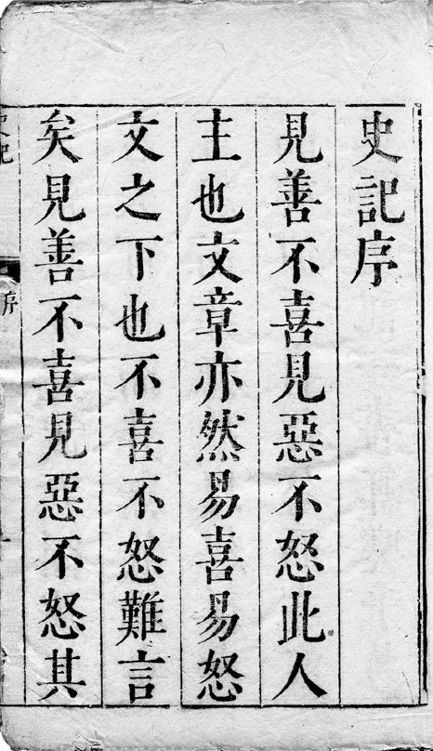 史記序
見善不喜見惡不怒此人
主也文章亦然易喜易怒
文之下也不喜不怒難言
矣見善不喜見惡不怒其
序